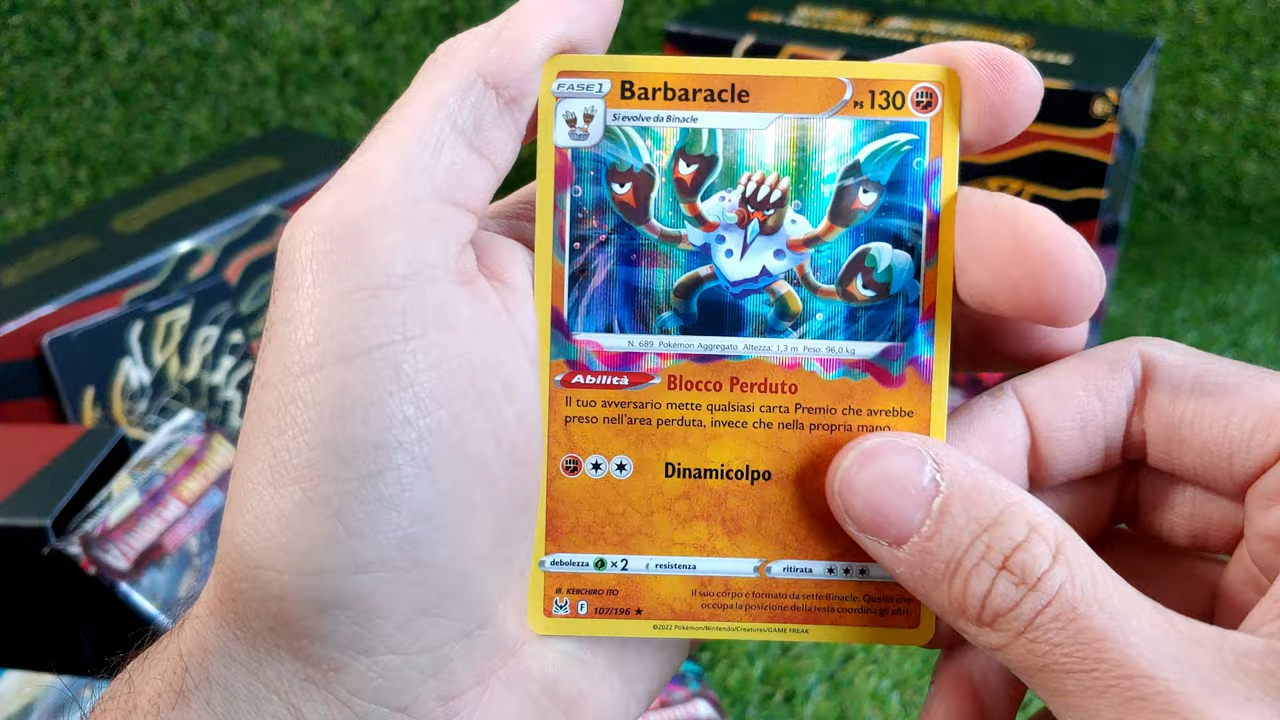 FASE 1
Barbaracle
PS 130
Si evolve da Binacle
N. 689 Pokémon Aggregato Altezza: 1,3 m Peso: 96,0 kg
Abilità Blocco Perduto
Il tuo avversario mette qualsiasi carta Premio che avrebbe
preso nell'area perduta, invece che nella propria mano.
Dinamicolpo
debolezza ×2 resistenza ritirata
Ill. KEIICHIRO ITO
Il suo corpo è formato da sette Binacle. Quello che
occupa la posizione della testa coordina gli altri.
F 107/196 ★
©2022 Pokémon/Nintendo/Creatures/GAME FREAK